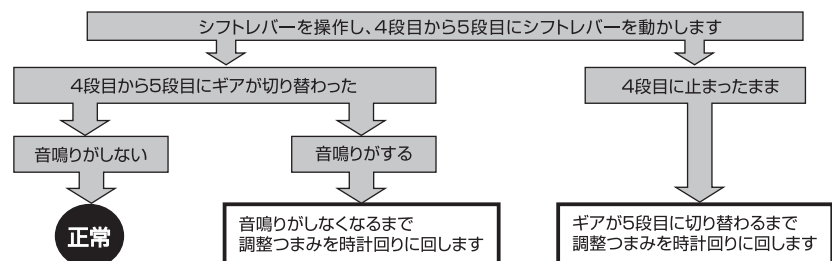 シフトレバーを操作し、4段目から5段目にシフトレバーを動かします
4段目から5段目にギアが切り替わった
4段目に止まったまま
音鳴りがしない
音鳴りがする
正常
音鳴りがしなくなるまで
調整つまみを時計回りに回します
ギアが5段目に切り替わるまで
調整つまみを時計回りに回します